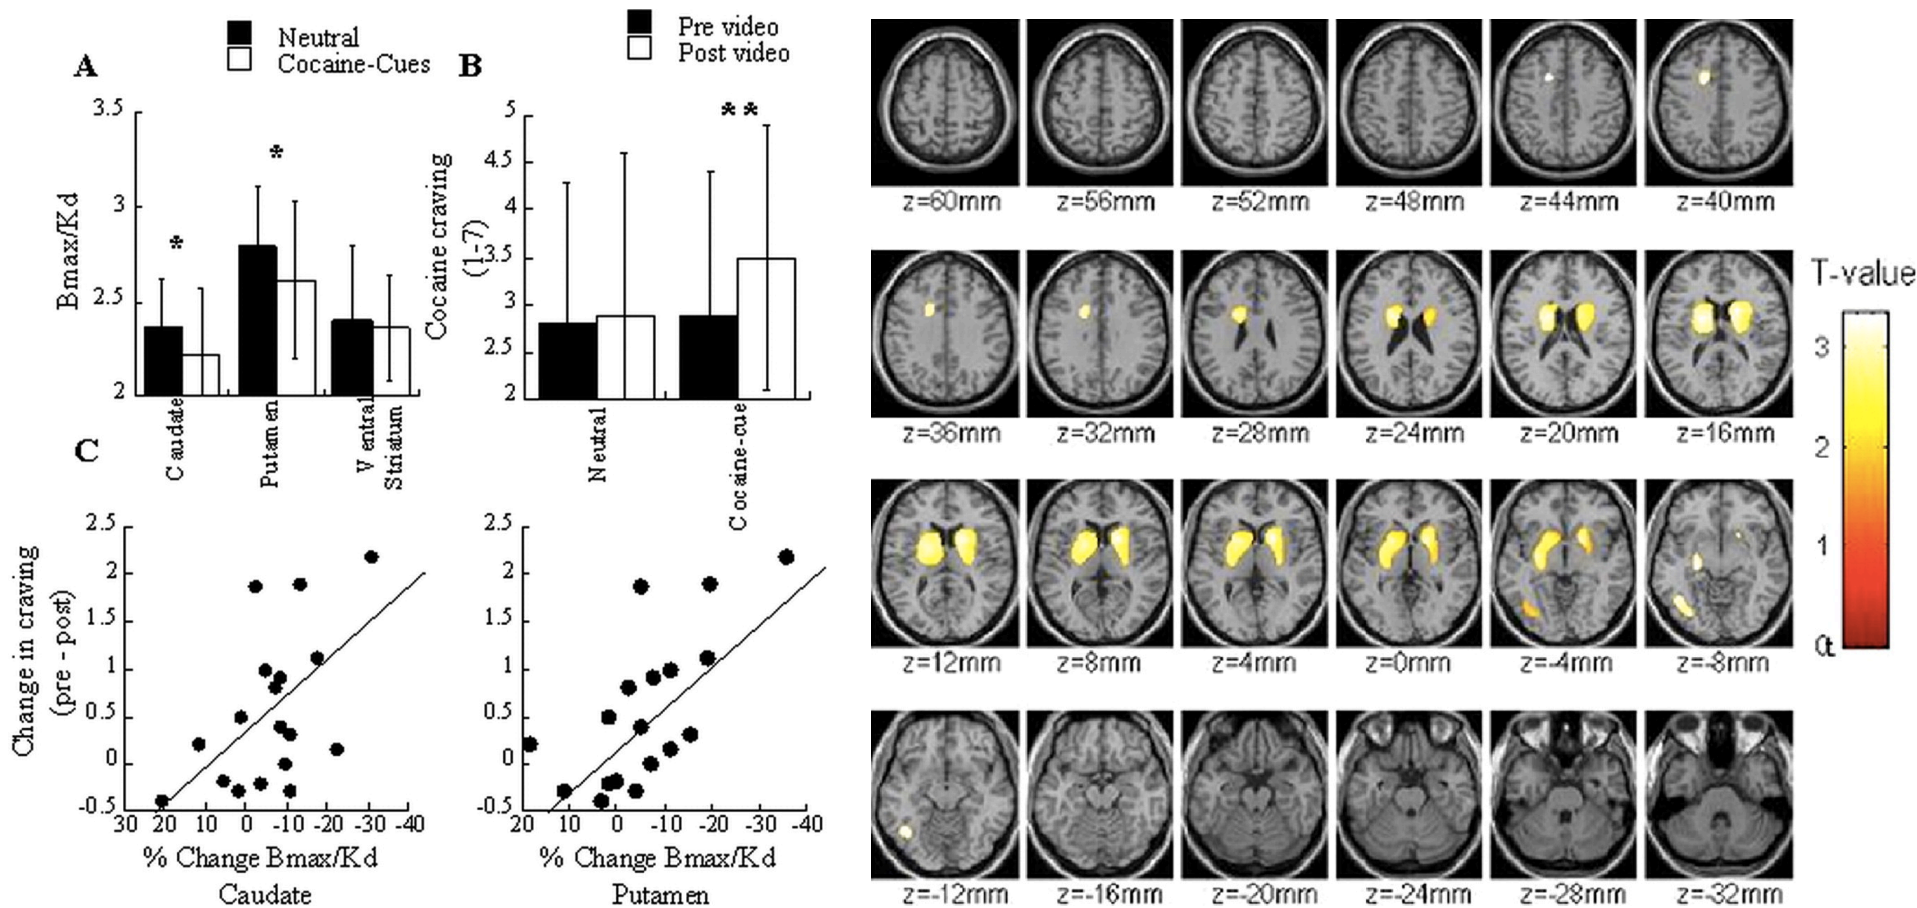 A
Neutral
Cocaine-Cues
3.5
3
2.5
2
Bmax/Kd
*
*
Caudate
Putamen
Ventral
Striatum
B
Pre video
Post video
5
4.5
4
3.5
3
2.5
2
Cocaine craving
(1-7)
**
Neutral
Cocaine-cue
C
2.5
2
1.5
1
0.5
0
-0.5
Change in craving
(pre - post)
30 20 10 0 -10 -20 -30 -40
% Change Bmax/Kd
Caudate
2.5
2
1.5
1
0.5
0
-0.5
20 10 0 -10 -20 -30 -40
% Change Bmax/Kd
Putamen
z=60mm z=56mm z=52mm z=48mm z=44mm z=40mm
z=36mm z=32mm z=28mm z=24mm z=20mm z=16mm
z=12mm z=8mm z=4mm z=0mm z=-4mm z=-8mm
z=-12mm z=-16mm z=-20mm z=-24mm z=-28mm z=-32mm
T-value
3
2
1
0